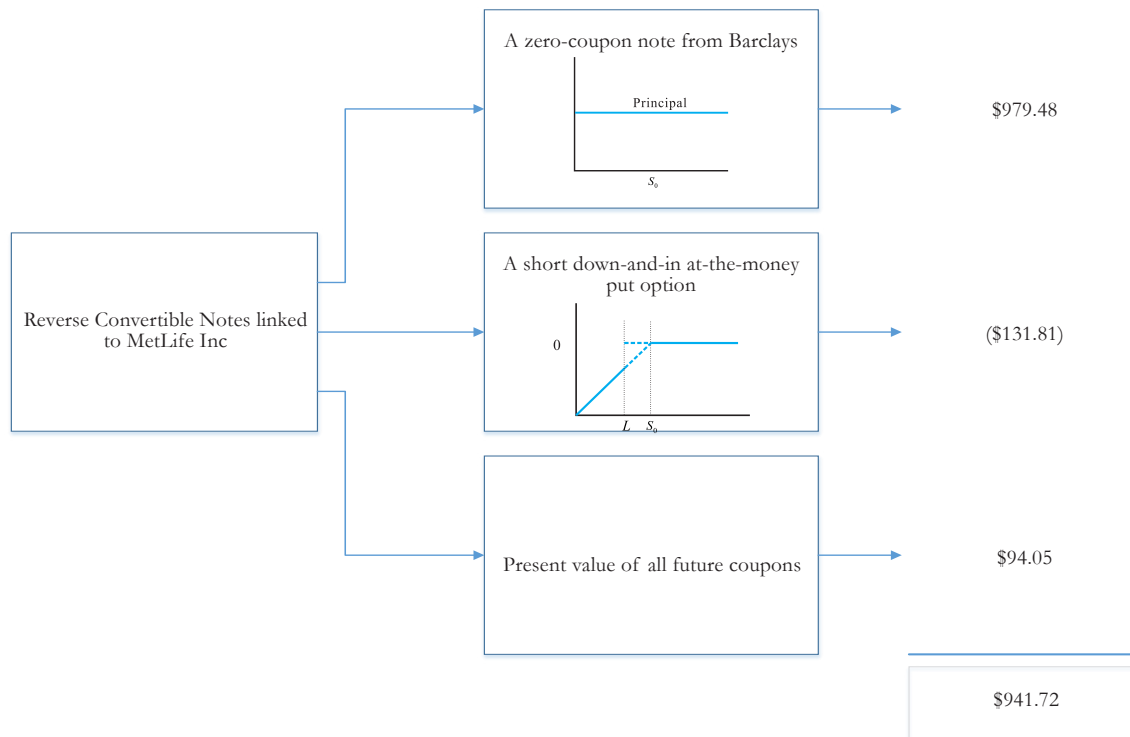 A zero-coupon note from Barclays
Principal
S₀
$979.48
Reverse Convertible Notes linked
to MetLife Inc
A short down-and-in at-the-money
put option
0
L S₀
($131.81)
Present value of all future coupons
$94.05
$941.72